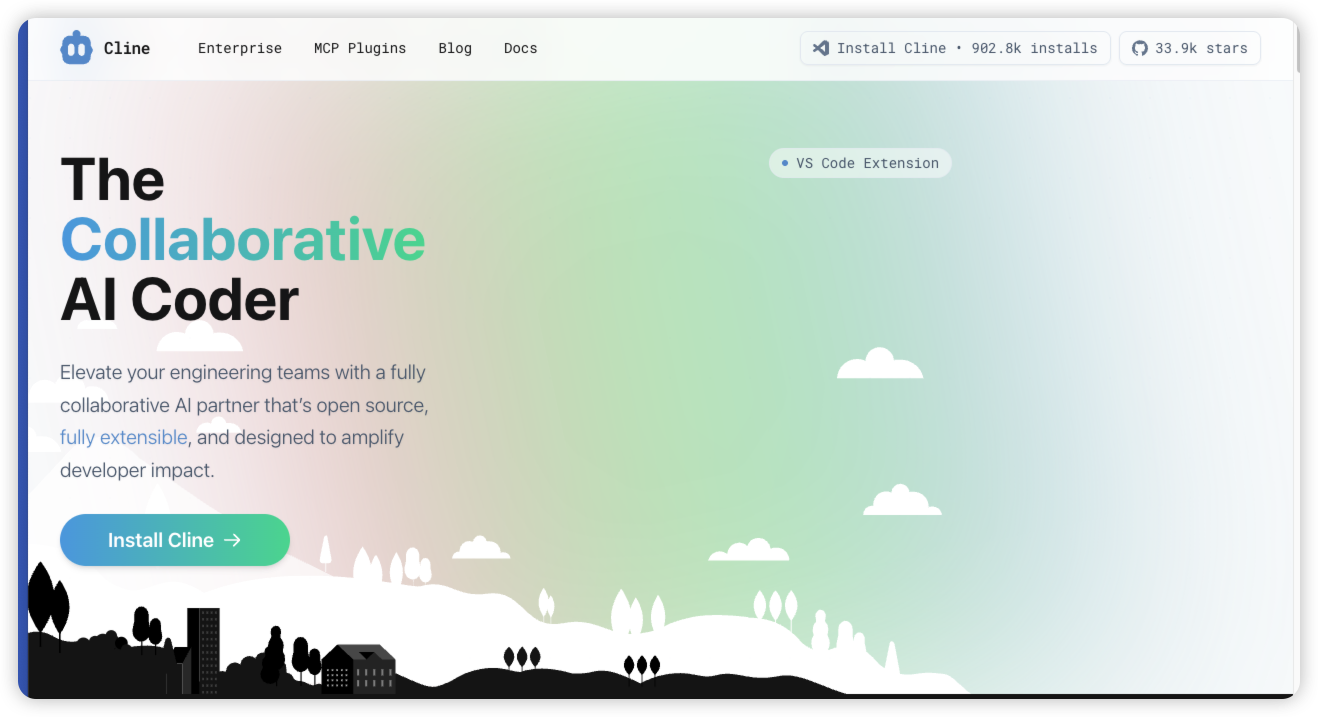 Cline
Enterprise
MCP Plugins
Blog
Docs
Install Cline • 902.8k installs
33.9k stars
The
Collaborative
AI Coder
VS Code Extension
Elevate your engineering teams with a fully
collaborative AI partner that’s open source,
fully extensible, and designed to amplify
developer impact.
Install Cline →